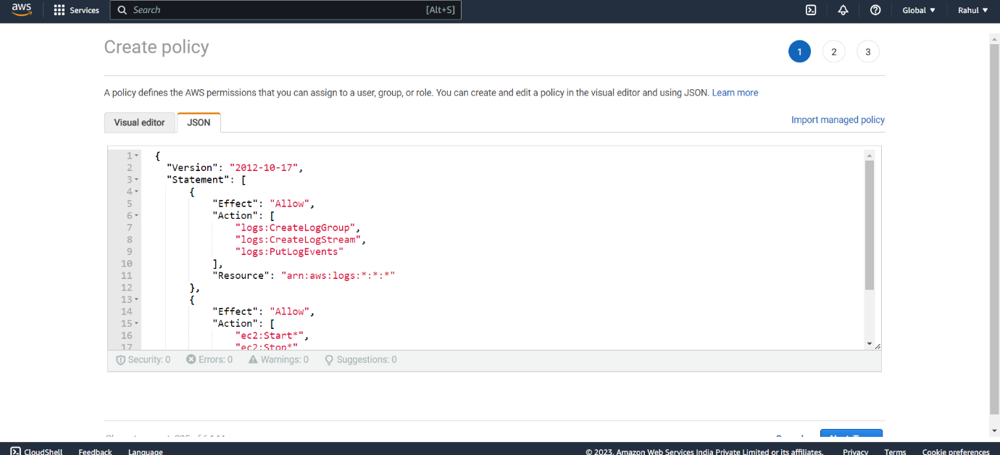 aws Services Search [Alt+S] Global Rahul
Create policy
1 2 3
A policy defines the AWS permissions that you can assign to a user, group, or role. You can create and edit a policy in the visual editor and using JSON. Learn more
Visual editor JSON Import managed policy
1 {
2 "Version": "2012-10-17",
3 "Statement": [
4 {
5 "Effect": "Allow",
6 "Action": [
7 "logs:CreateLogGroup",
8 "logs:CreateLogStream",
9 "logs:PutLogEvents"
10 ],
11 "Resource": "arn:aws:logs:*:*:*"
12 },
13 {
14 "Effect": "Allow",
15 "Action": [
16 "ec2:Start*",
17 "ec2:Stop*"
Security: 0 Errors: 0 Warnings: 0 Suggestions: 0
CloudShell Feedback Language © 2023, Amazon Web Services India Private Limited or its affiliates. Privacy Terms Cookie preferences